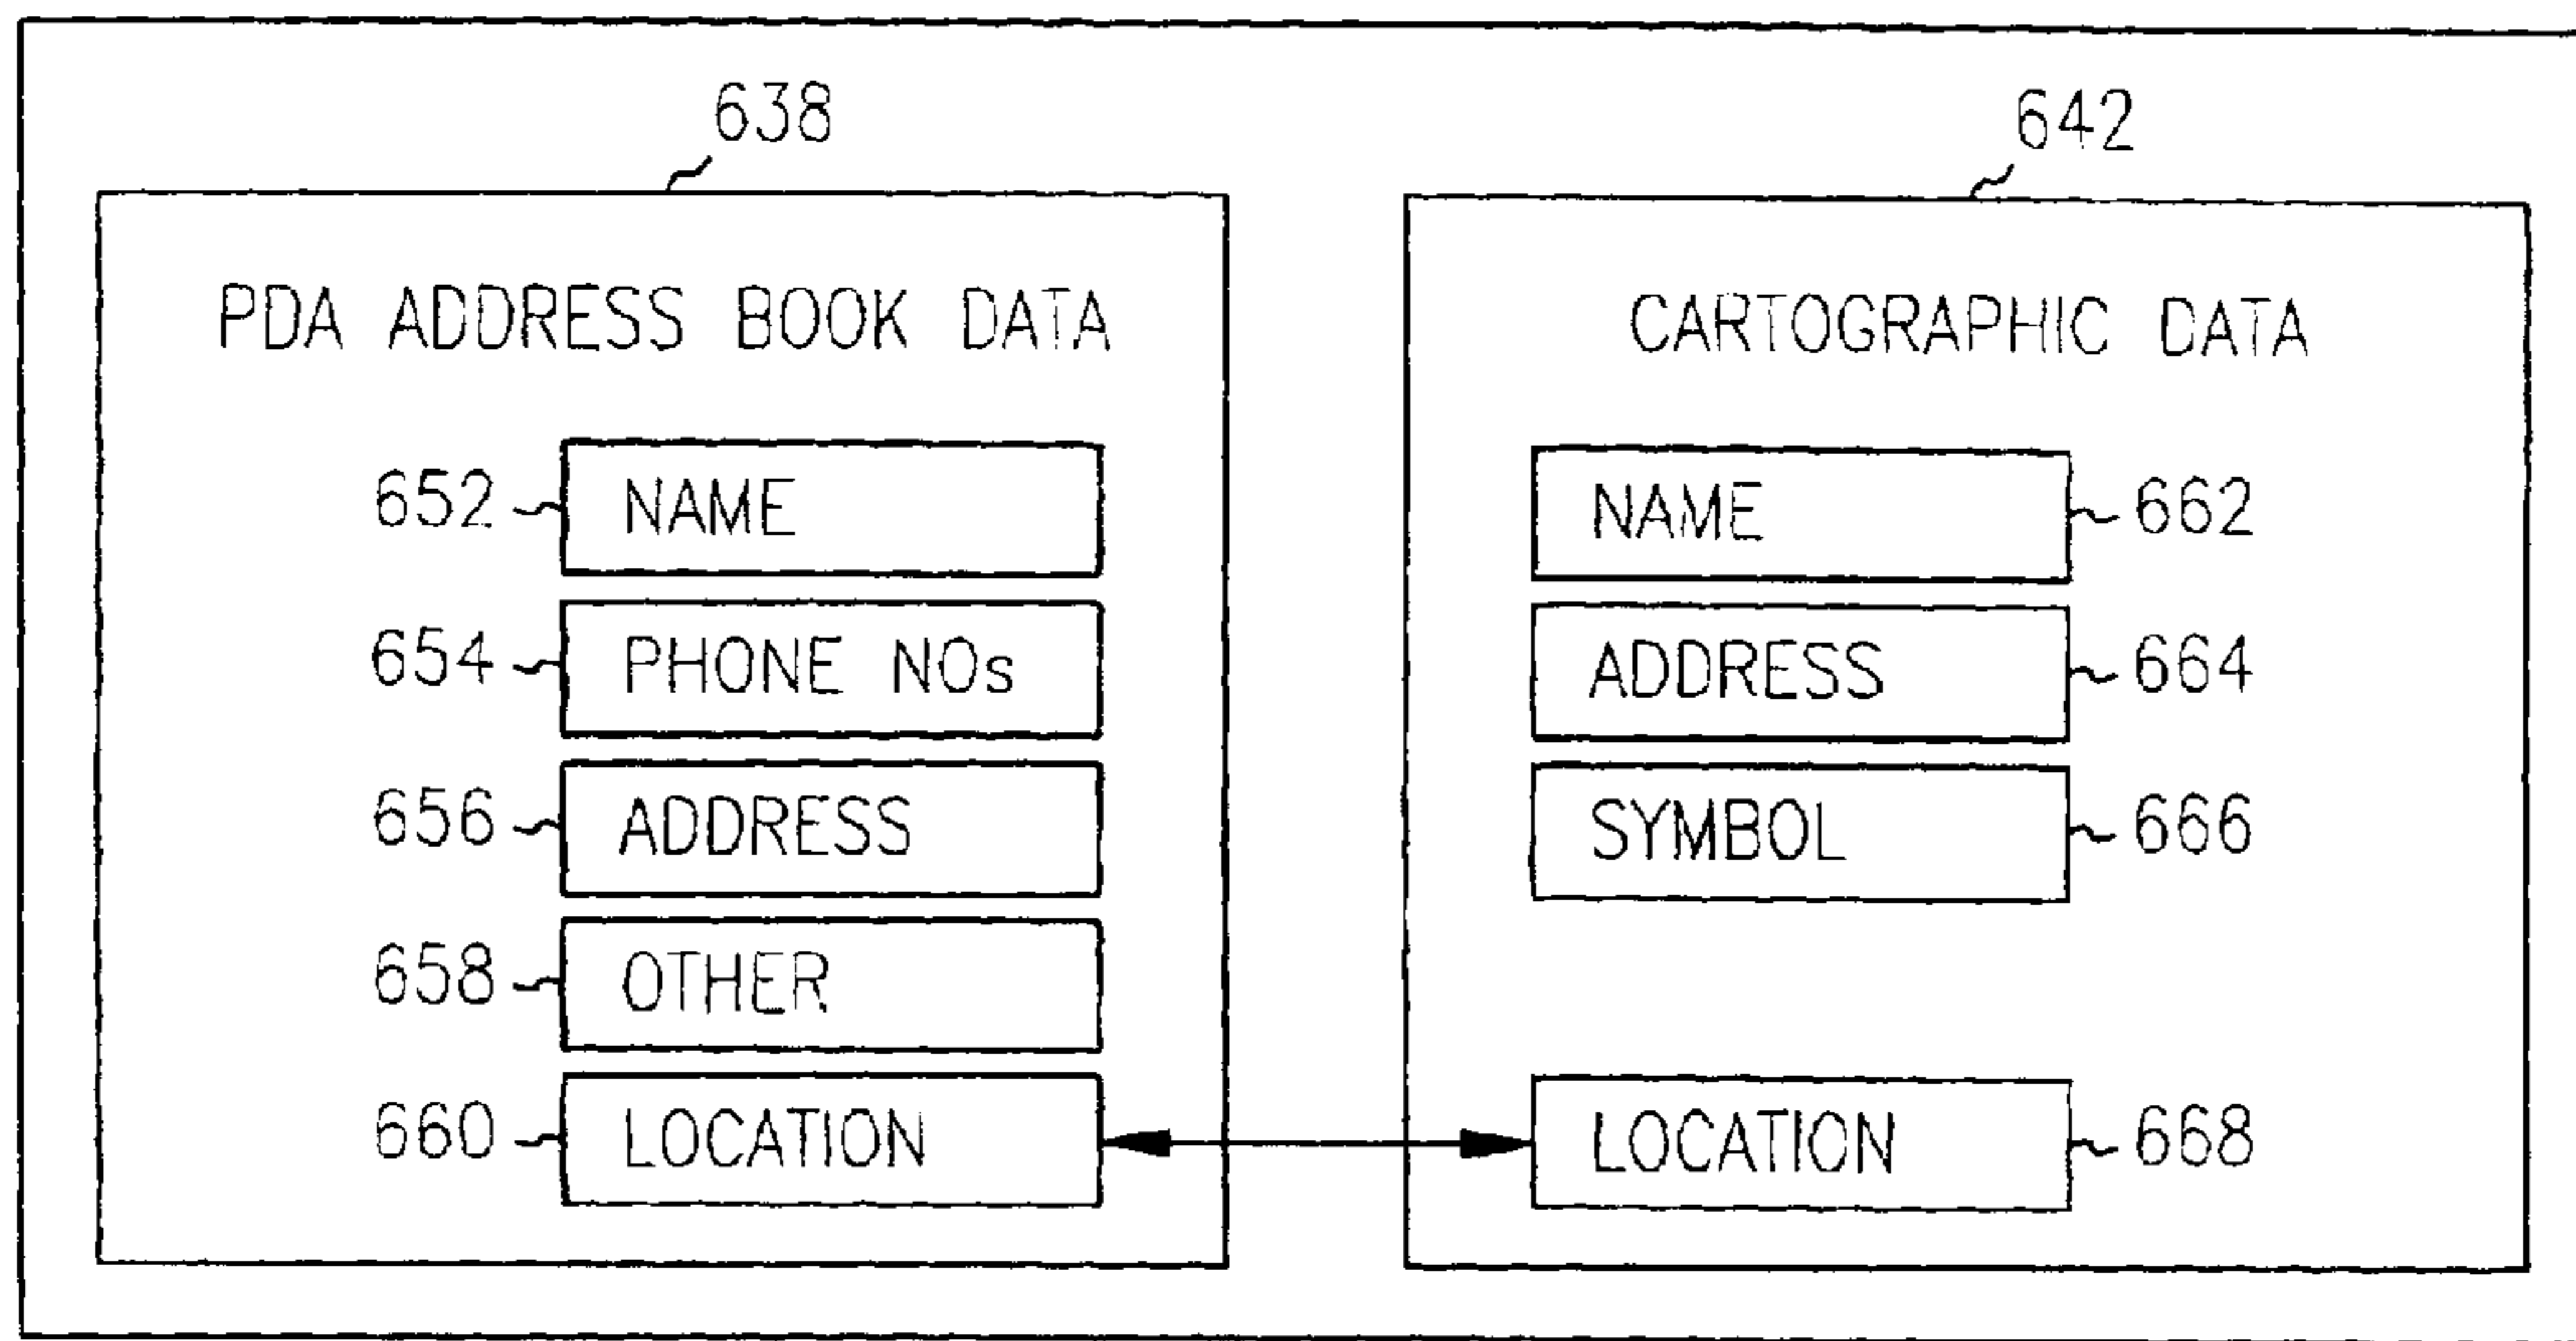 638
642
PDA ADDRESS BOOK DATA
CARTOGRAPHIC DATA
652 NAME
NAME 662
654 PHONE NOs
ADDRESS 664
656 ADDRESS
SYMBOL 666
658 OTHER
660 LOCATION
LOCATION 668